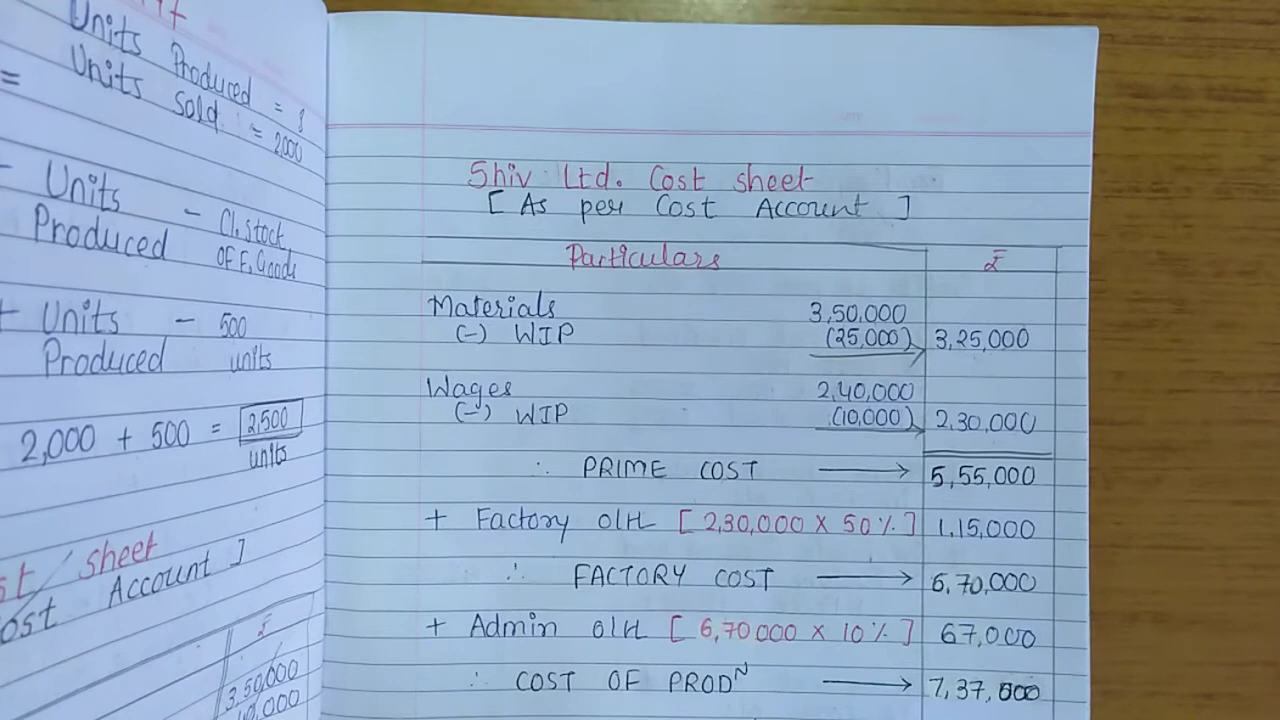 Units Produced = ?
= Units Sold = 2,000
Units Produced - Cl. stock of F. Goods
Units Produced - 500 units
2,000 + 500 = 2,500 units
sheet
Cost Account ]
₹
3,50,000
Shiv Ltd. Cost sheet
[ As per Cost Account ]
Particulars ₹
Materials 3,50,000
(-) WIP (25,000) 3,25,000
Wages 2,40,000
(-) WIP (10,000) 2,30,000
∴ PRIME COST → 5,55,000
+ Factory O/H [ 2,30,000 X 50% ] 1,15,000
∴ FACTORY COST → 6,70,000
+ Admin O/H [ 6,70000 X 10% ] 67,000
∴ COST OF PRODᴺ → 7,37,000